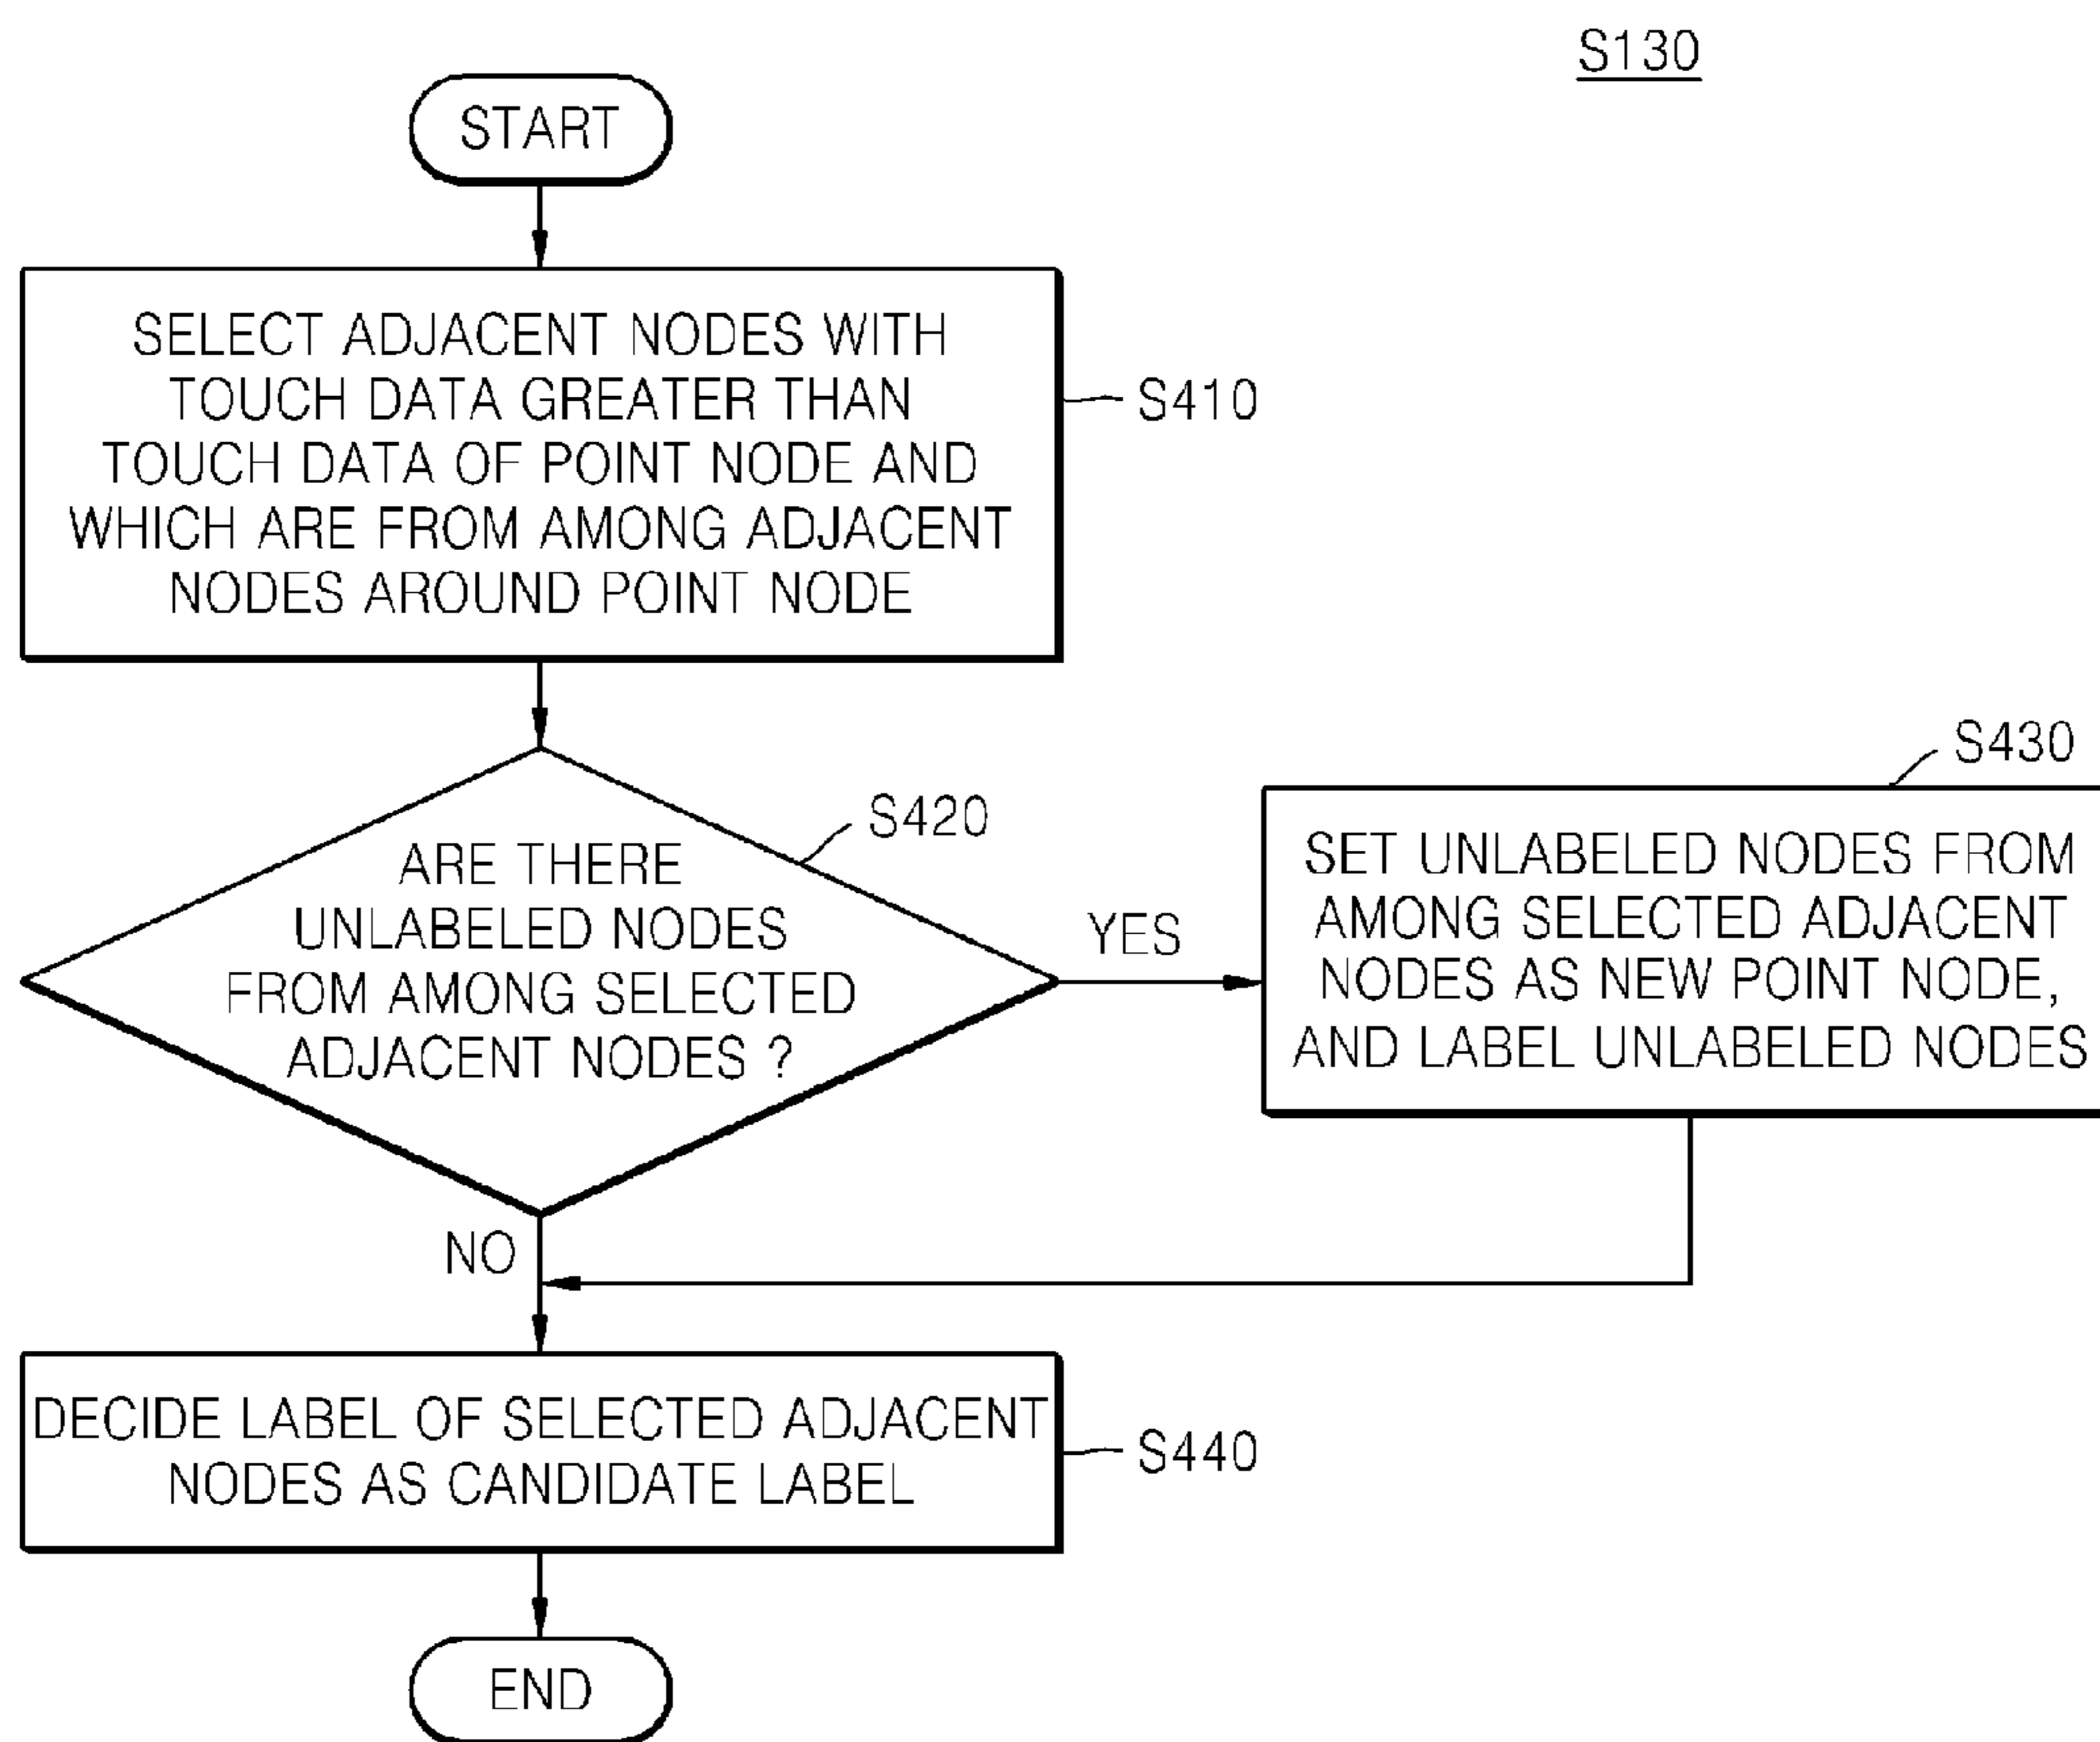 S130
START
SELECT ADJACENT NODES WITH
TOUCH DATA GREATER THAN
TOUCH DATA OF POINT NODE AND
WHICH ARE FROM AMONG ADJACENT
NODES AROUND POINT NODE
S410
ARE THERE
UNLABELED NODES
FROM AMONG SELECTED
ADJACENT NODES ?
S420
YES
S430
SET UNLABELED NODES FROM
AMONG SELECTED ADJACENT
NODES AS NEW POINT NODE,
AND LABEL UNLABELED NODES
NO
DECIDE LABEL OF SELECTED ADJACENT
NODES AS CANDIDATE LABEL
S440
END